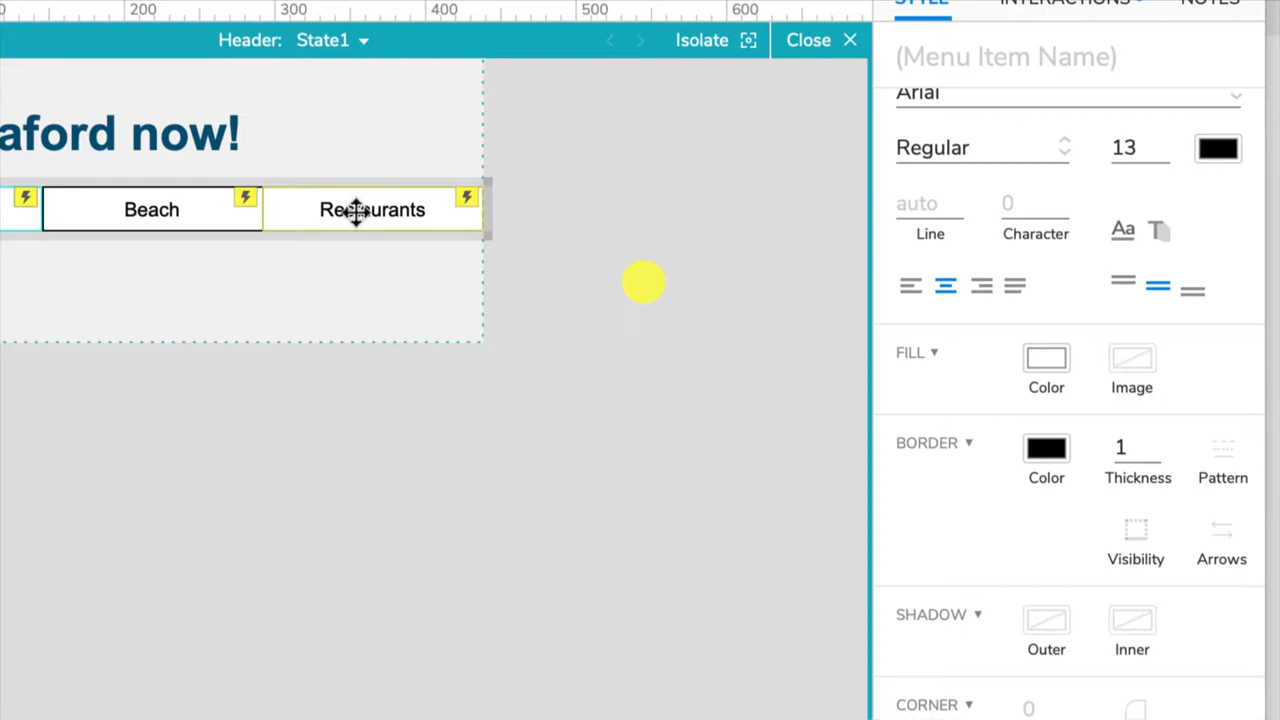 200 300 400 500 600
STYLE INTERACTIONS NOTES
Header: State1 Isolate Close
(Menu Item Name)
Arial
aford now!
Regular 13
Beach Restaurants
auto 0
Line Character
Aa T
FILL
Color Image
BORDER 1
Color Thickness Pattern
Visibility Arrows
SHADOW
Outer Inner
CORNER 0